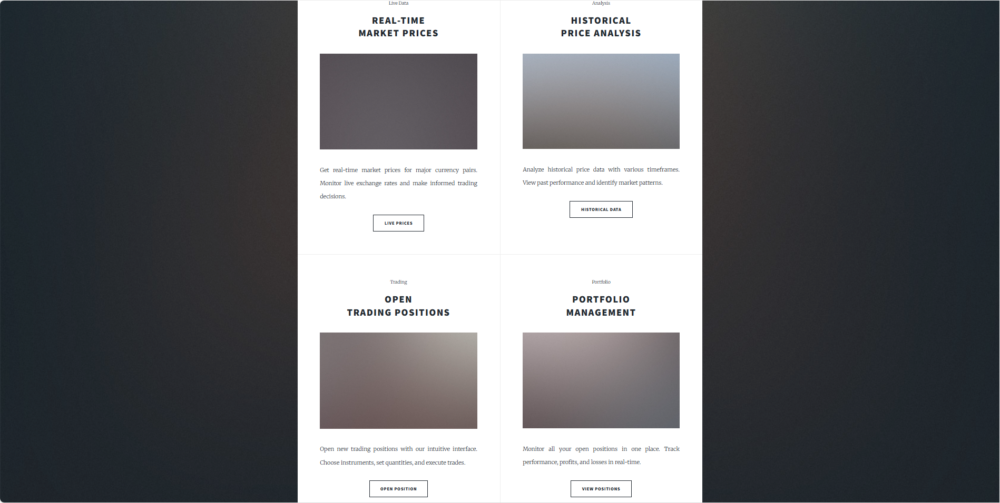 Live Data
REAL-TIME
MARKET PRICES
Get real-time market prices for major currency pairs.
Monitor live exchange rates and make informed trading
decisions.
LIVE PRICES
Analysis
HISTORICAL
PRICE ANALYSIS
Analyze historical price data with various timeframes.
View past performance and identify market patterns.
HISTORICAL DATA
Trading
OPEN
TRADING POSITIONS
Open new trading positions with our intuitive interface.
Choose instruments, set quantities, and execute trades.
OPEN POSITION
Portfolio
PORTFOLIO
MANAGEMENT
Monitor all your open positions in one place. Track
performance, profits, and losses in real-time.
VIEW POSITIONS